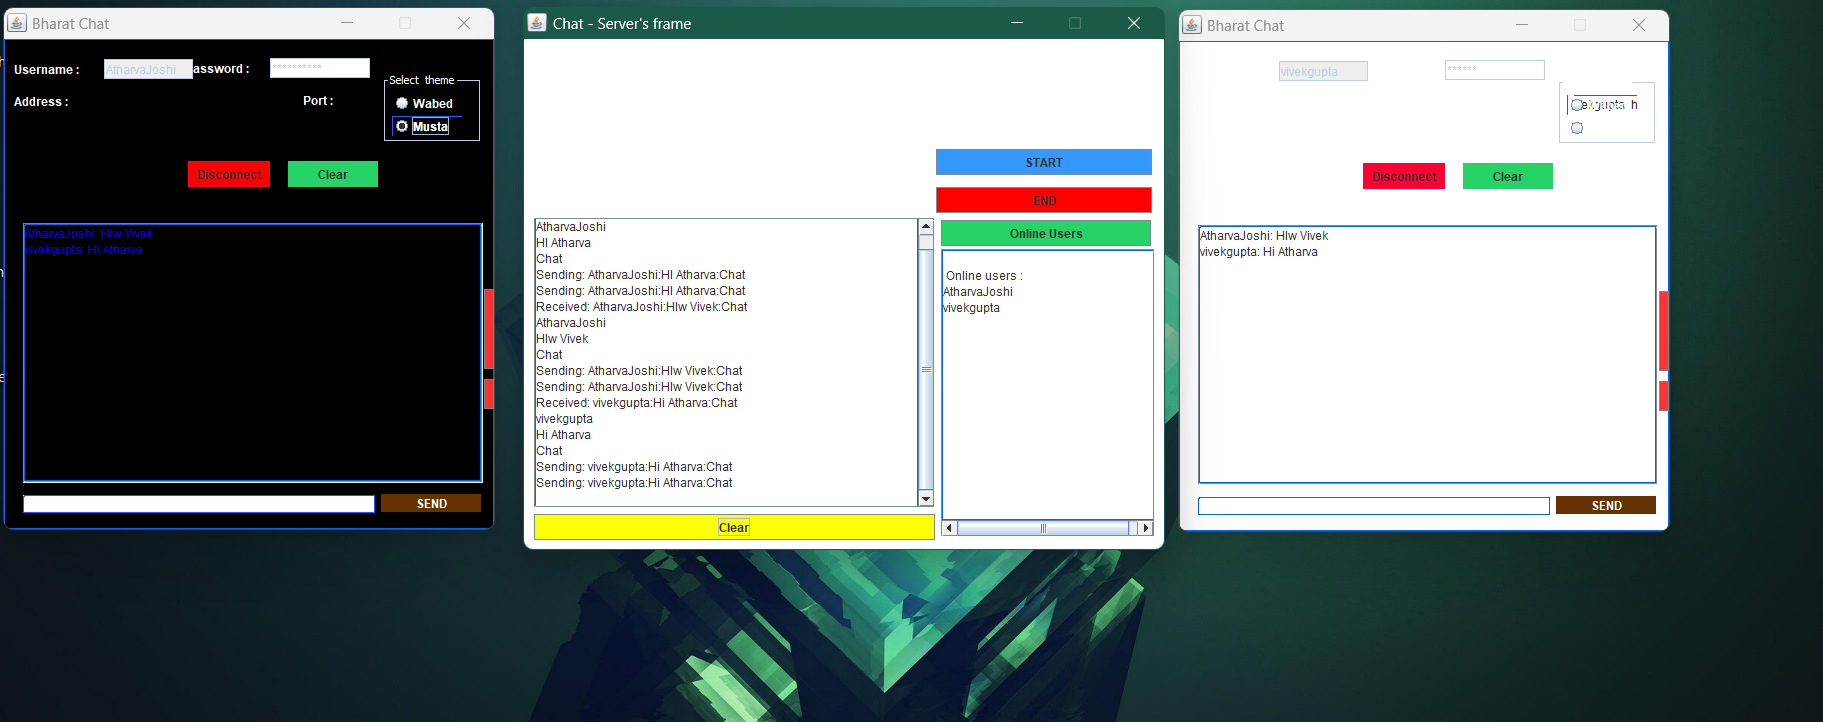 Bharat Chat
Username :
AtharvaJoshi
assword :
**********
Address :
Port :
Select theme
Wabed
Musta
Disconnect
Clear
AtharvaJoshi: Hlw Vivek
vivekgupta: Hi Atharva
SEND
Chat - Server's frame
START
END
AtharvaJoshi
HI Atharva
Chat
Sending: AtharvaJoshi:HI Atharva:Chat
Sending: AtharvaJoshi:HI Atharva:Chat
Received: AtharvaJoshi:Hlw Vivek:Chat
AtharvaJoshi
Hlw Vivek
Chat
Sending: AtharvaJoshi:Hlw Vivek:Chat
Sending: AtharvaJoshi:Hlw Vivek:Chat
Received: vivekgupta:Hi Atharva:Chat
vivekgupta
Hi Atharva
Chat
Sending: vivekgupta:Hi Atharva:Chat
Sending: vivekgupta:Hi Atharva:Chat
Clear
Online Users
Online users :
AtharvaJoshi
vivekgupta
Bharat Chat
vivekgupta
******
Disconnect
Clear
AtharvaJoshi: Hlw Vivek
vivekgupta: Hi Atharva
SEND